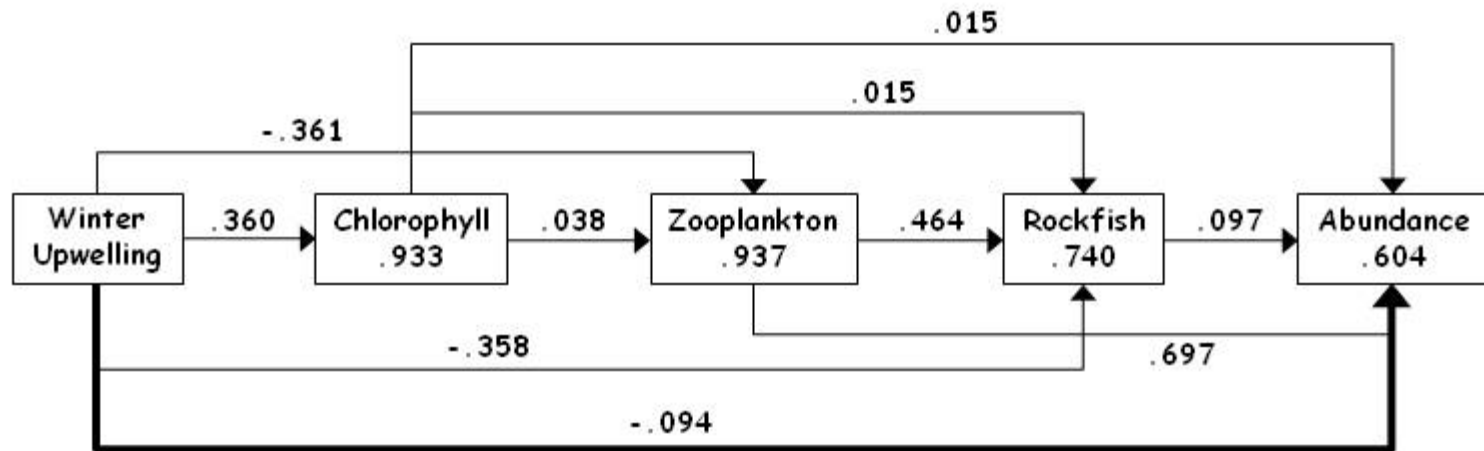 .015
.015
-.361
Winter
Upwelling
.360
Chlorophyll
.933
.038
Zooplankton
.937
.464
Rockfish
.740
.097
Abundance
.604
-.358
.697
-.094